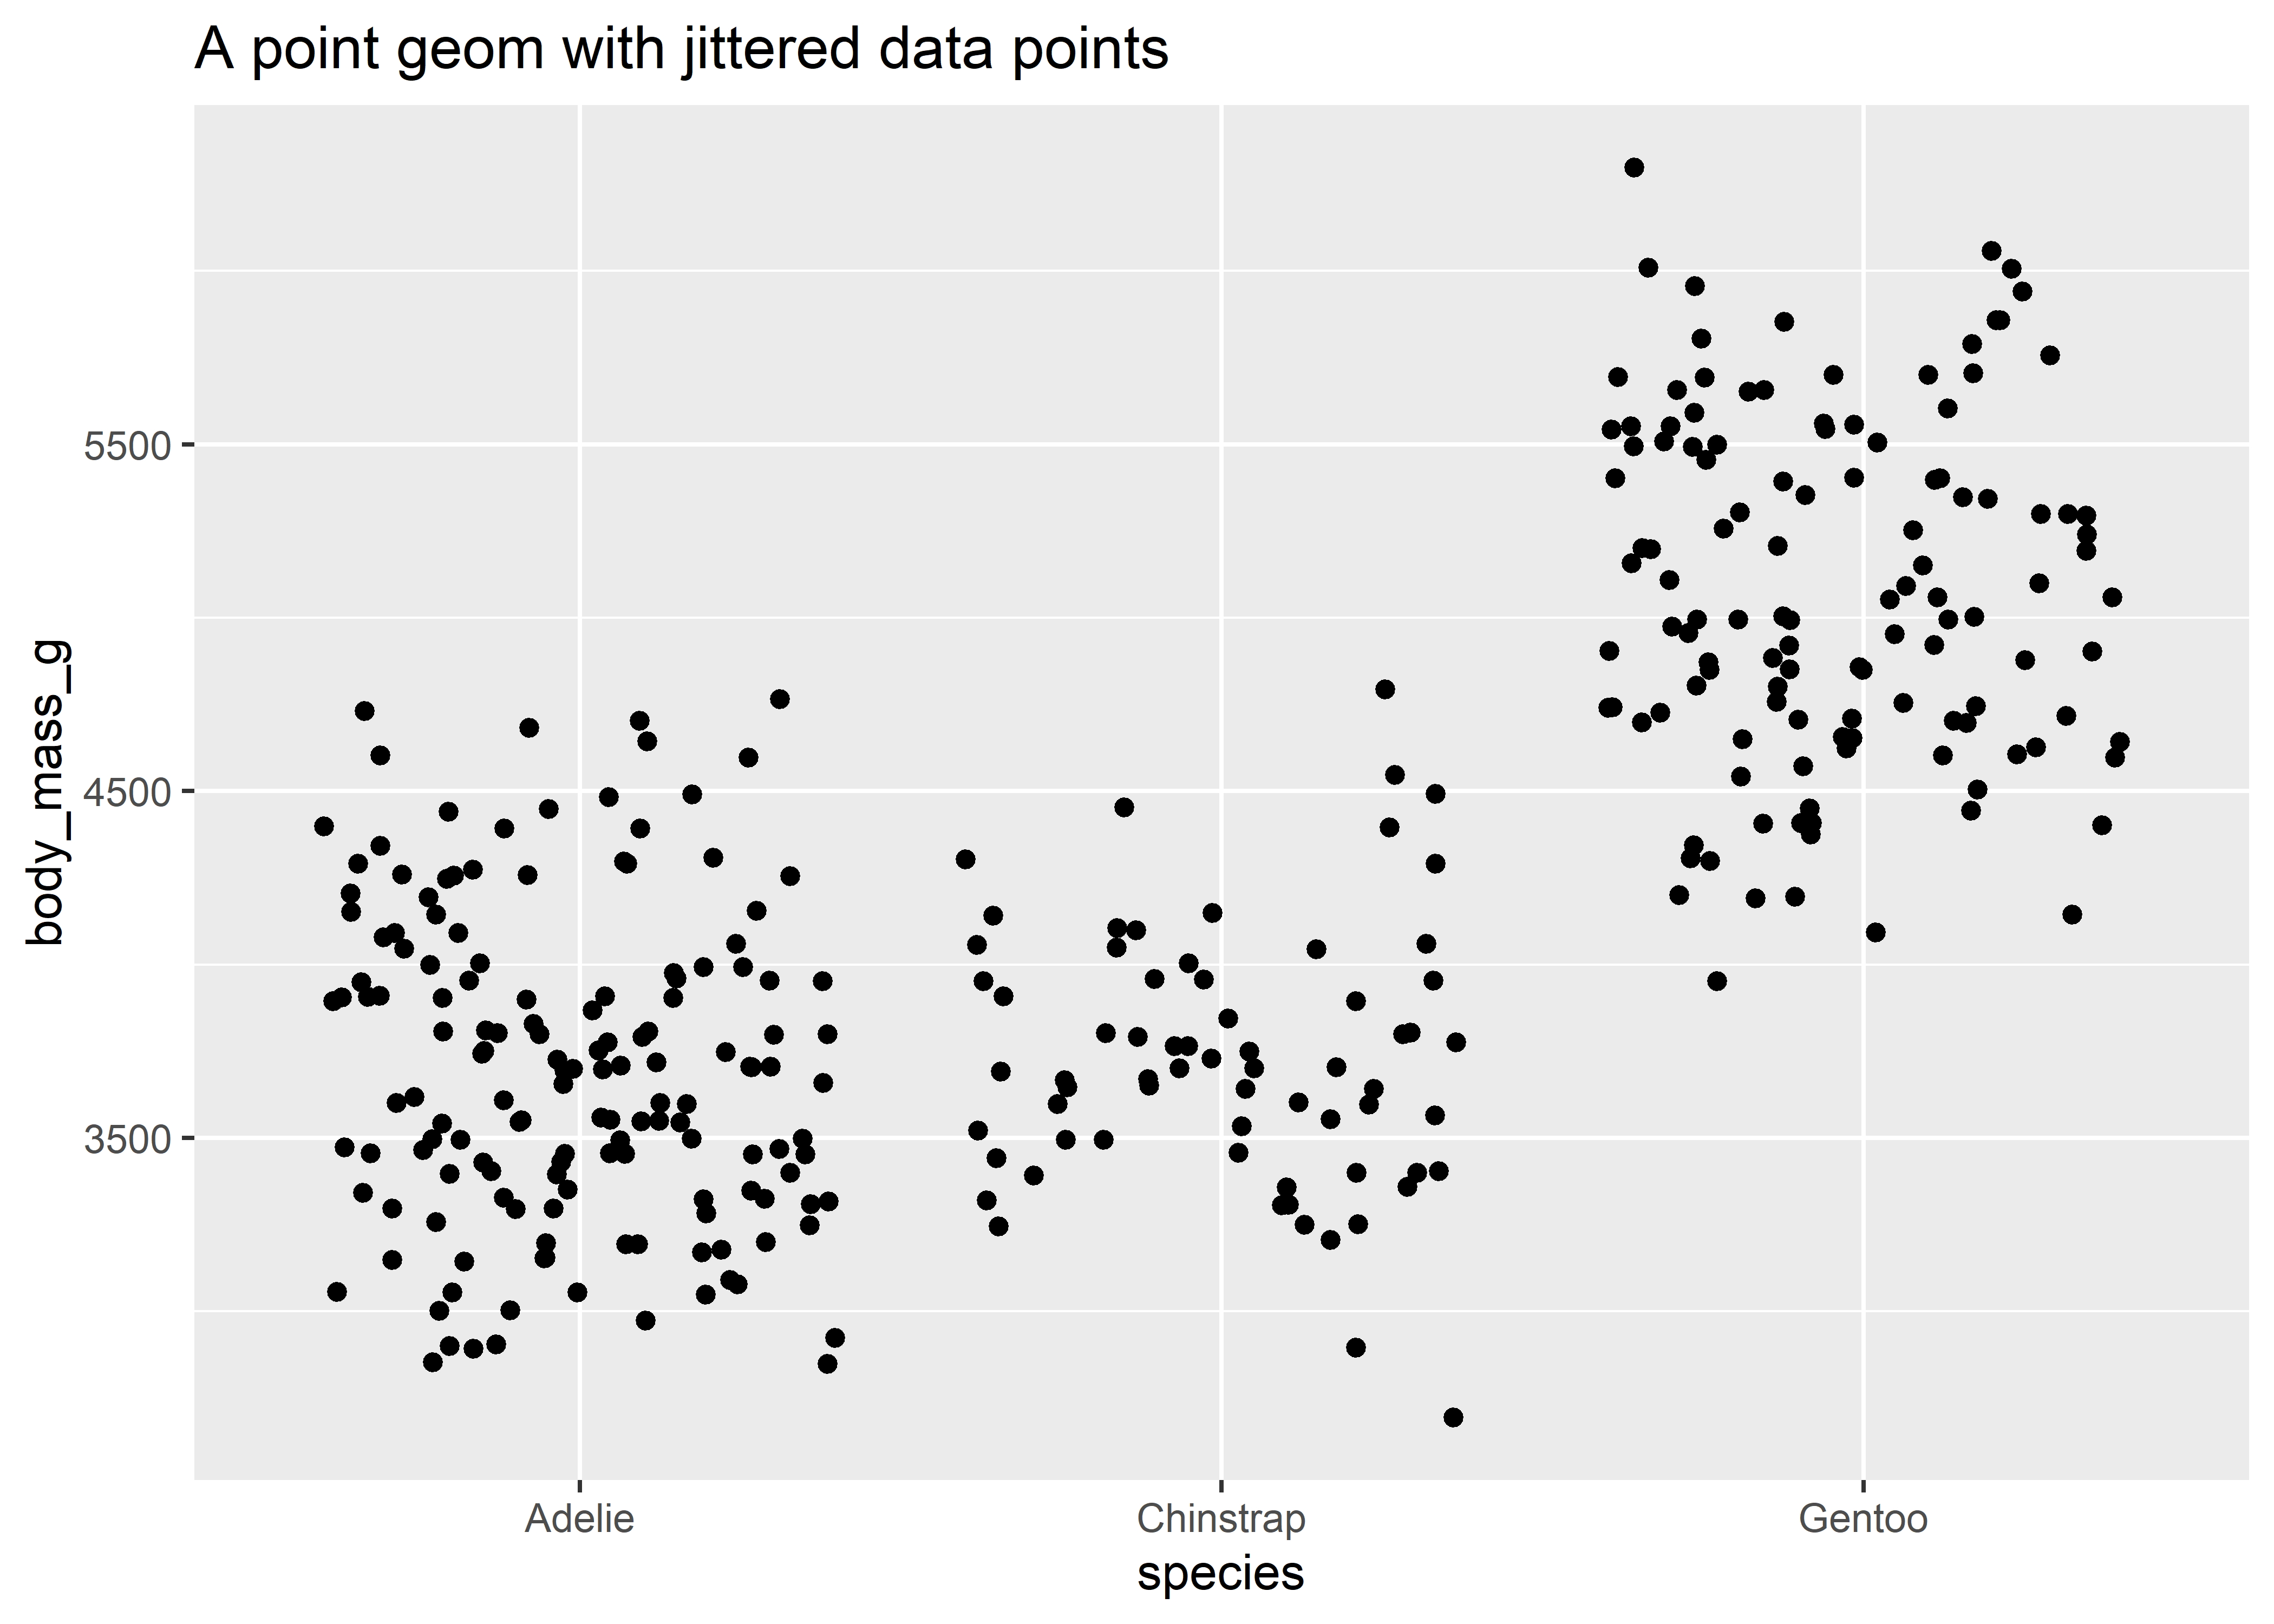 A point geom with jittered data points
body_mass_g
5500
4500
3500
Adelie
Chinstrap
Gentoo
species